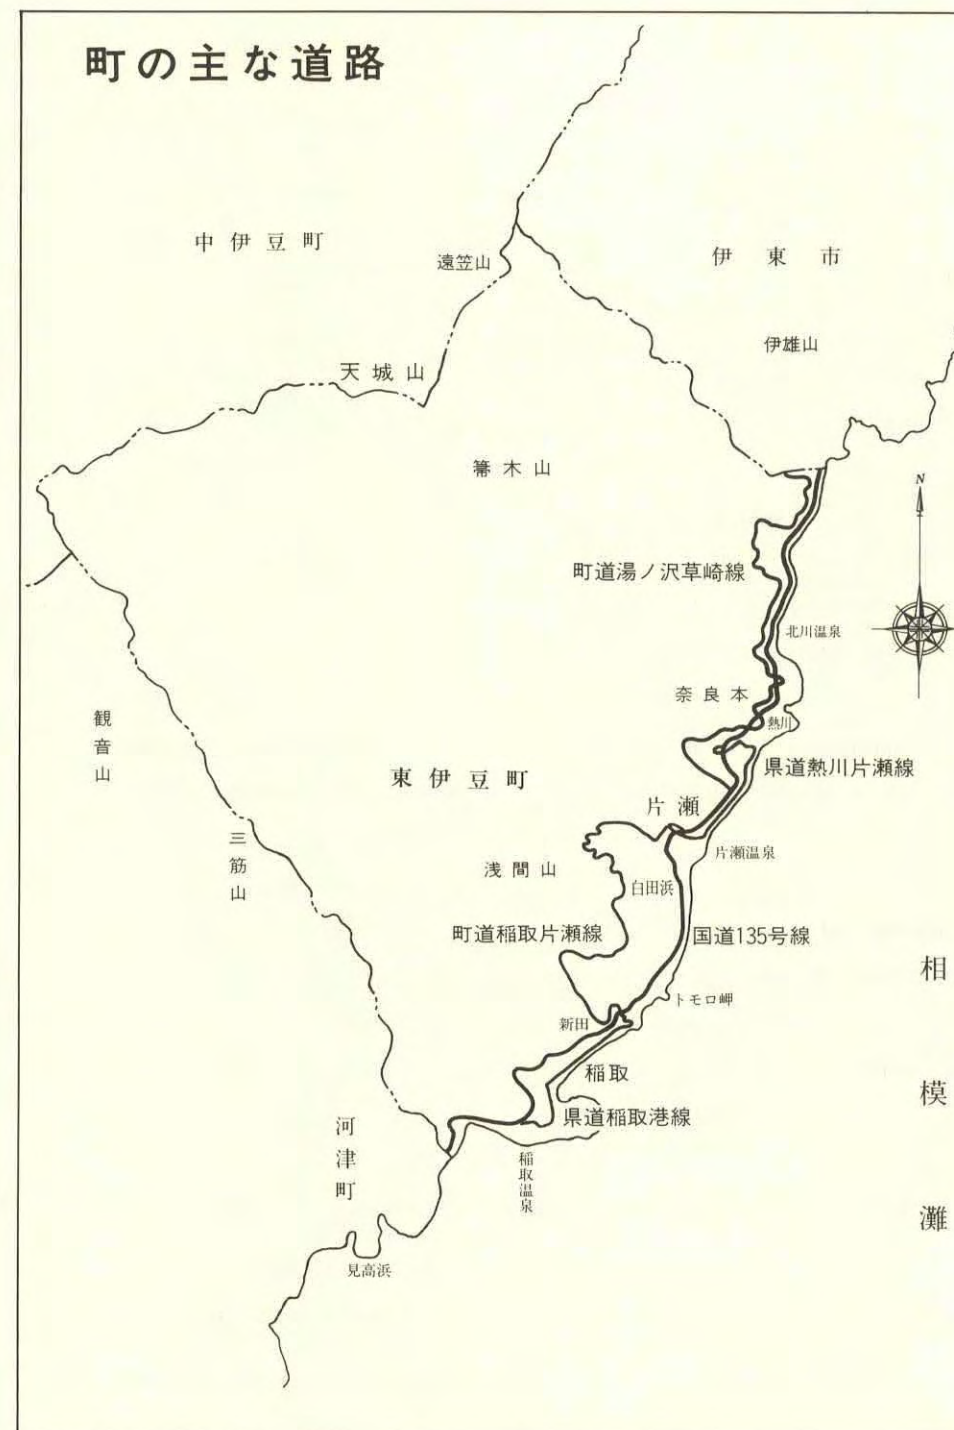 町の主な道路
中伊豆町
遠笠山
伊東市
伊雄山
天城山
箒木山
N
町道湯ノ沢草崎線
北川温泉
奈良本
熱川
観音山
東伊豆町
県道熱川片瀬線
片瀬
三筋山
片瀬温泉
浅間山
白田浜
町道稲取片瀬線
国道135号線
相模灘
トモロ岬
新田
稲取
県道稲取港線
河津町
稲取温泉
見高浜